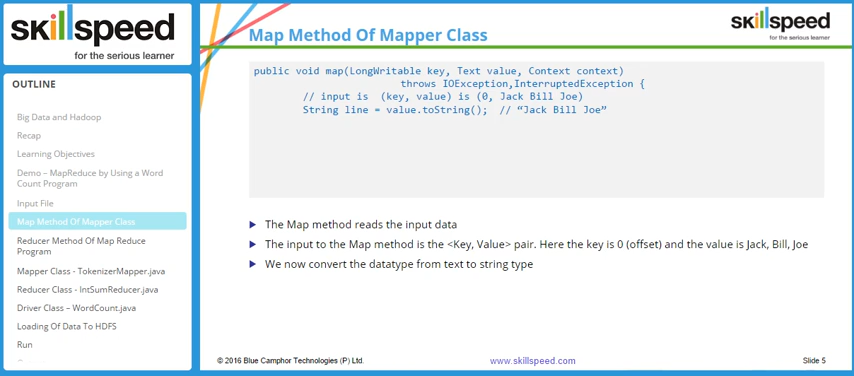 skillspeed
for the serious learner
OUTLINE
Big Data and Hadoop
Recap
Learning Objectives
Demo – MapReduce by Using a Word
Count Program
Input File
Map Method Of Mapper Class
Reducer Method Of Map Reduce
Program
Mapper Class - TokenizerMapper.java
Reducer Class - IntSumReducer.java
Driver Class – WordCount.java
Loading Of Data To HDFS
Run
Map Method Of Mapper Class
skillspeed
for the serious learner
public void map(LongWritable key, Text value, Context context)
throws IOException,InterruptedException {
// input is (key, value) is (0, Jack Bill Joe)
String line = value.toString(); // “Jack Bill Joe”
The Map method reads the input data
The input to the Map method is the <Key, Value> pair. Here the key is 0 (offset) and the value is Jack, Bill, Joe
We now convert the datatype from text to string type
© 2016 Blue Camphor Technologies (P) Ltd.
www.skillspeed.com
Slide 5